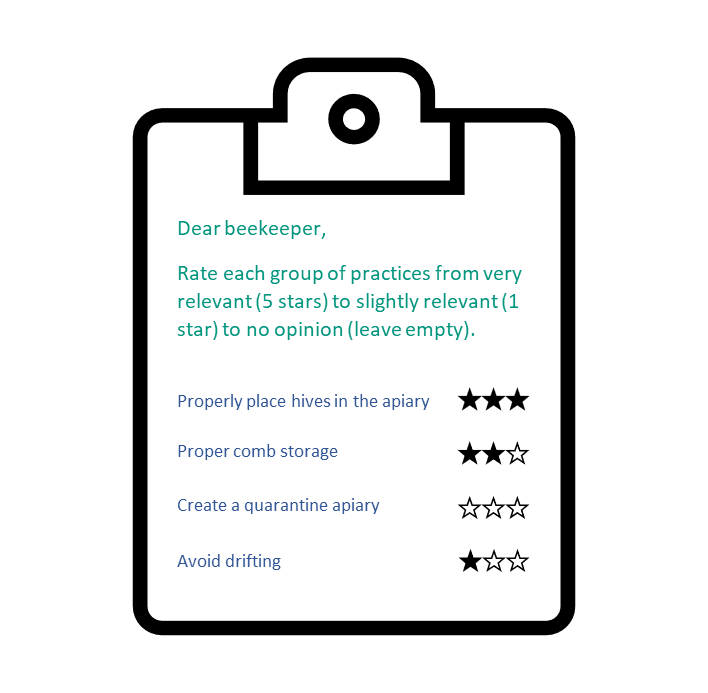 Dear beekeeper,
Rate each group of practices from very
relevant (5 stars) to slightly relevant (1
star) to no opinion (leave empty).
Properly place hives in the apiary ★★★
Proper comb storage ★★☆
Create a quarantine apiary ☆☆☆
Avoid drifting ★☆☆